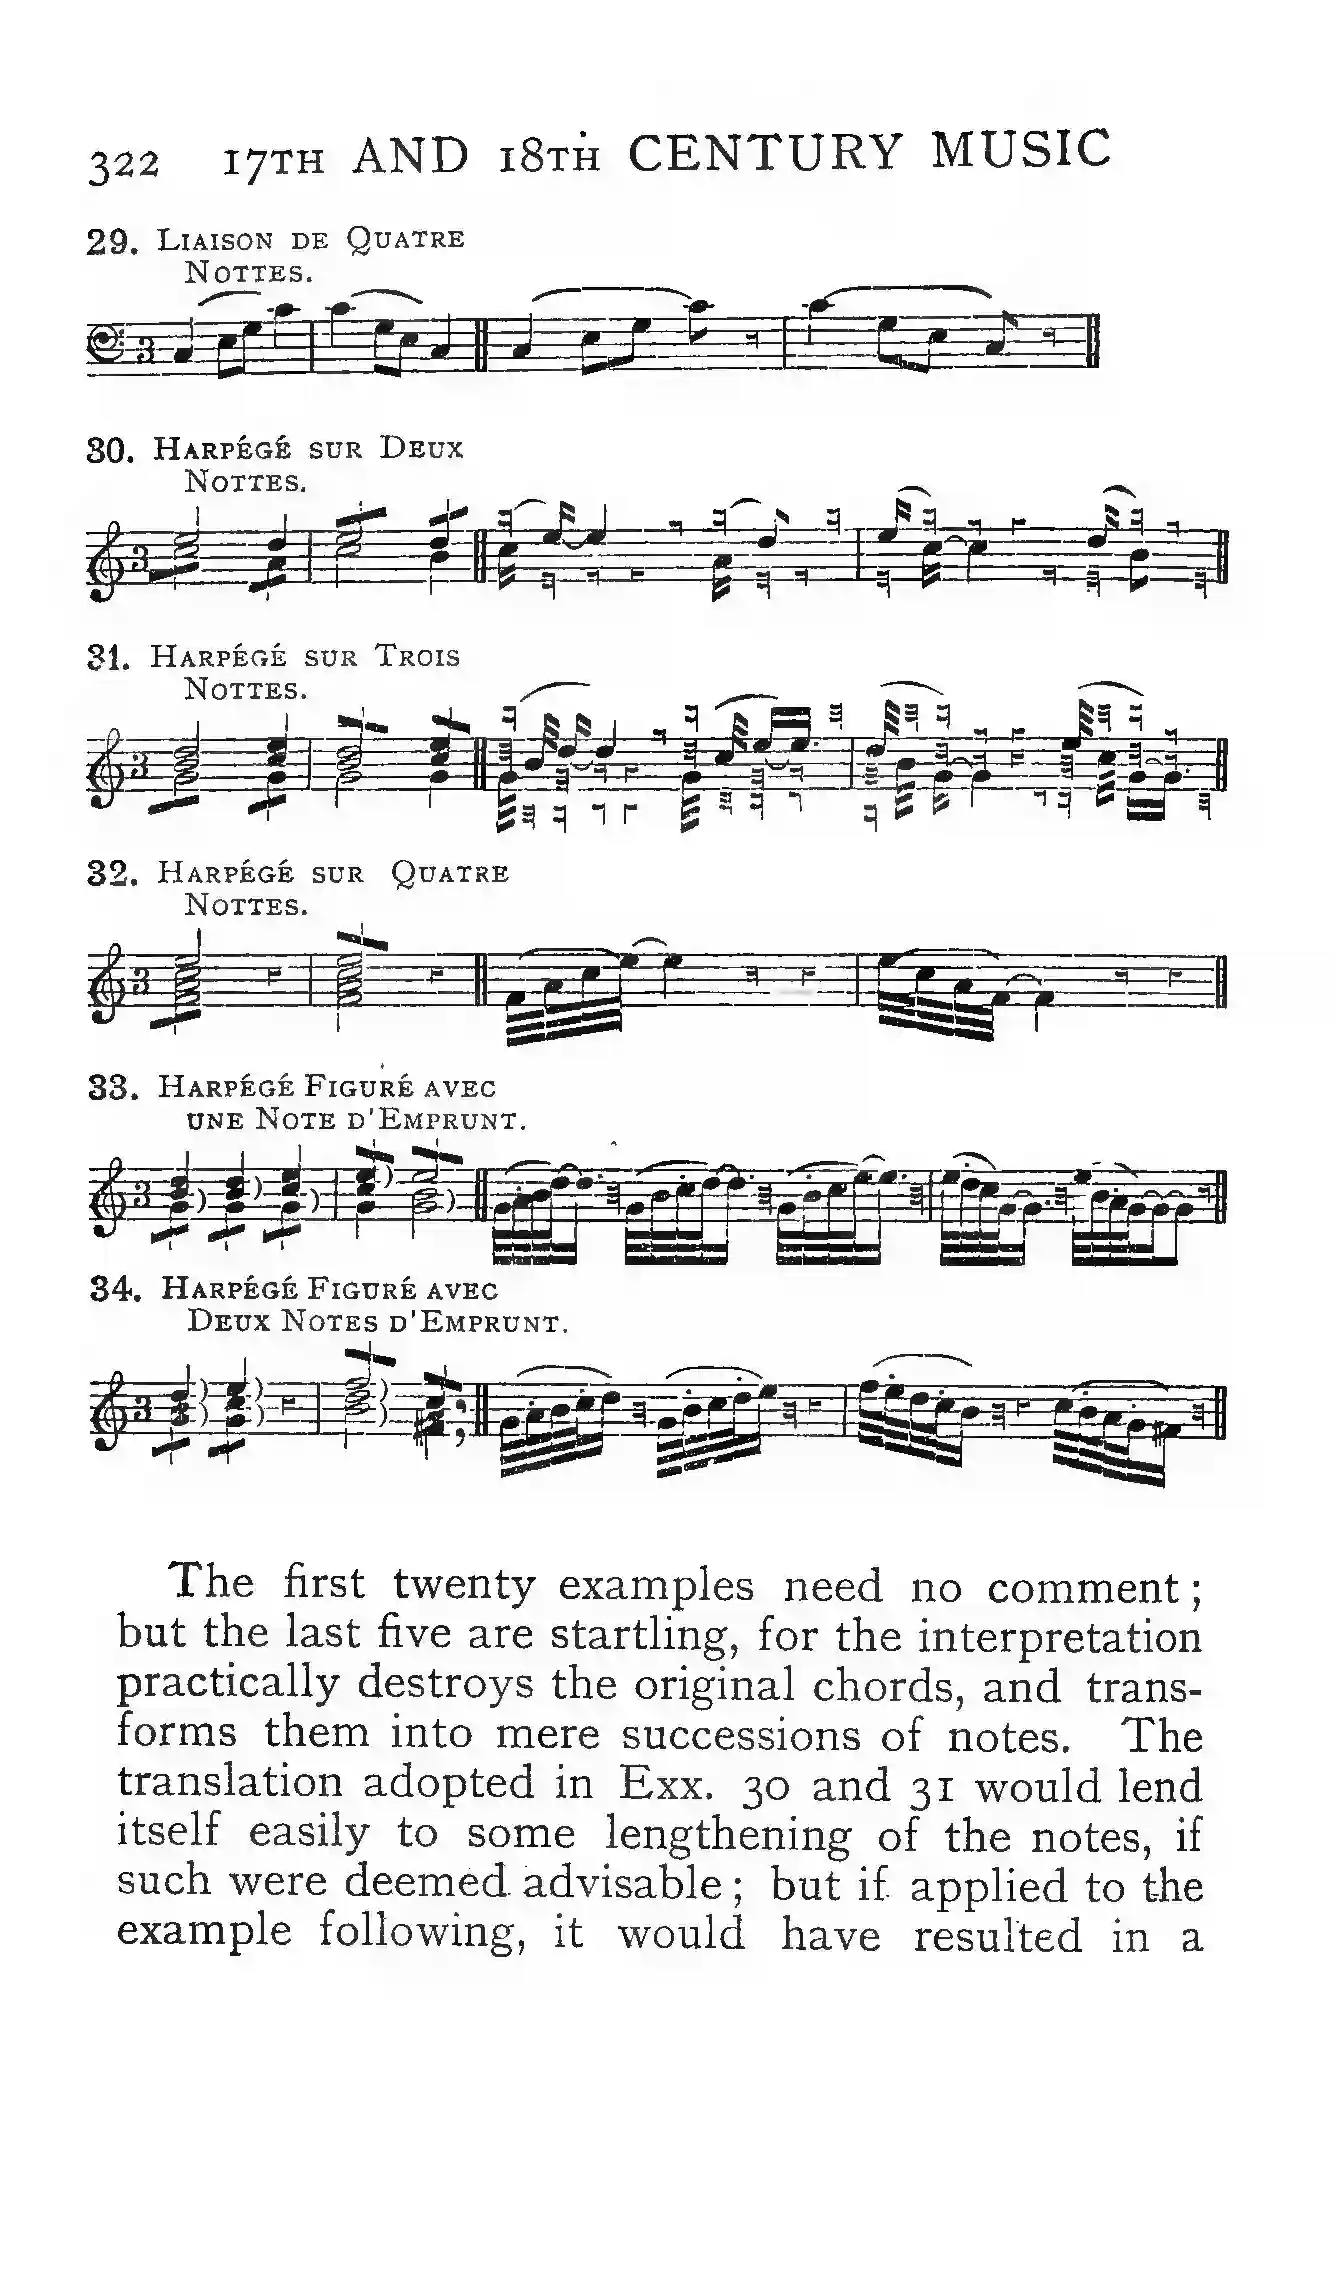 322 17TH AND 18TH CENTURY MUSIC
29. LIAISON DE QUATRE
NOTTES.
30. HARPÉGÉ SUR DEUX
NOTTES.
31. HARPÉGÉ SUR TROIS
NOTTES.
32. HARPÉGÉ SUR QUATRE
NOTTES.
33. HARPÉGÉ FIGURÉ AVEC
UNE NOTE D'EMPRUNT.
34. HARPÉGÉ FIGURÉ AVEC
DEUX NOTES D'EMPRUNT.
The first twenty examples need no comment;
but the last five are startling, for the interpretation
practically destroys the original chords, and trans-
forms them into mere successions of notes. The
translation adopted in Exx. 30 and 31 would lend
itself easily to some lengthening of the notes, if
such were deemed advisable; but if applied to the
example following, it would have resulted in a